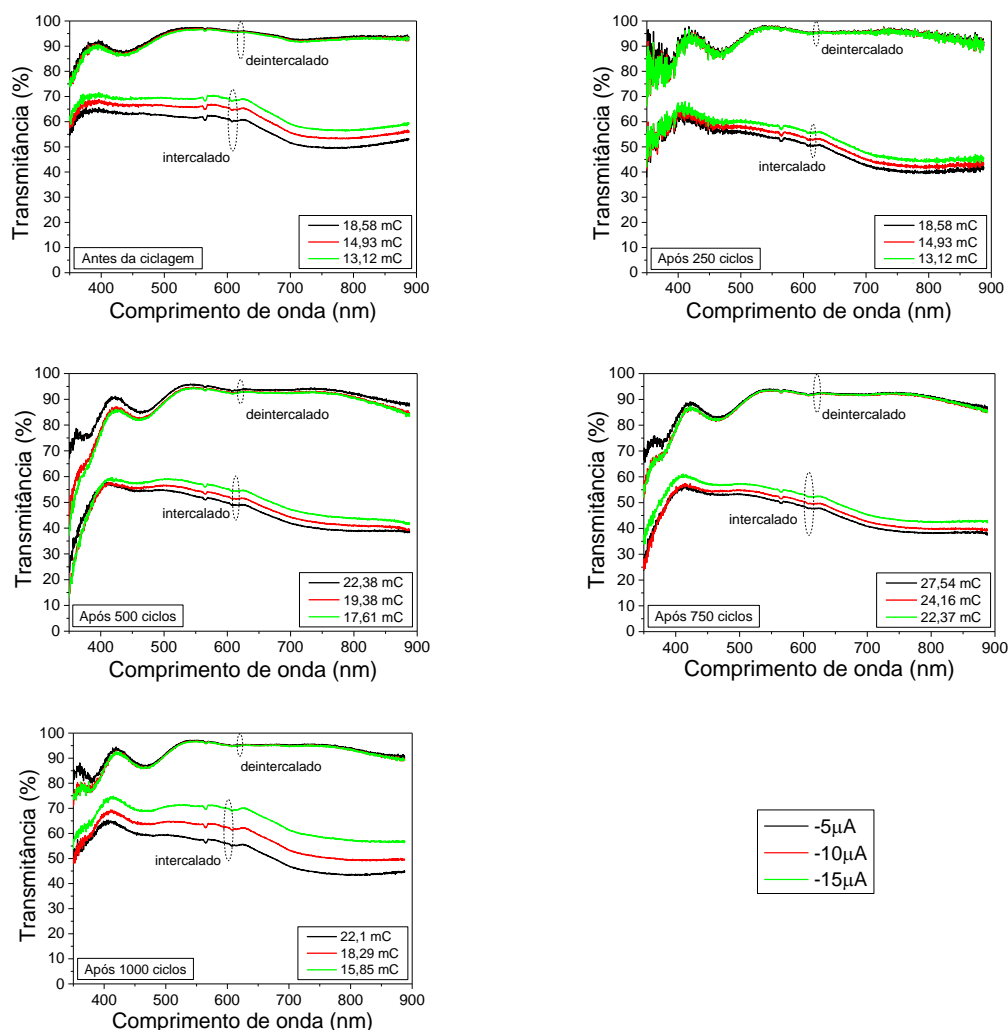 100
90
80
70
60
50
40
30
20
10
0
Transmitância (%)
deintercalado
intercalado
18,58 mC
14,93 mC
13,12 mC
Antes da ciclagem
400 500 600 700 800 900
Comprimento de onda (nm)
100
90
80
70
60
50
40
30
20
10
0
Transmitância (%)
deintercalado
intercalado
18,58 mC
14,93 mC
13,12 mC
Após 250 ciclos
400 500 600 700 800 900
Comprimento de onda (nm)
100
90
80
70
60
50
40
30
20
10
0
Transmitância (%)
deintercalado
intercalado
22,38 mC
19,38 mC
17,61 mC
Após 500 ciclos
400 500 600 700 800 900
Comprimento de onda (nm)
100
90
80
70
60
50
40
30
20
10
0
Transmitância (%)
deintercalado
intercalado
27,54 mC
24,16 mC
22,37 mC
Após 750 ciclos
400 500 600 700 800 900
Comprimento de onda (nm)
100
90
80
70
60
50
40
30
20
10
0
Transmitância (%)
deintercalado
intercalado
22,1 mC
18,29 mC
15,85 mC
Após 1000 ciclos
400 500 600 700 800 900
Comprimento de onda (nm)
-5μA
-10μA
-15μA